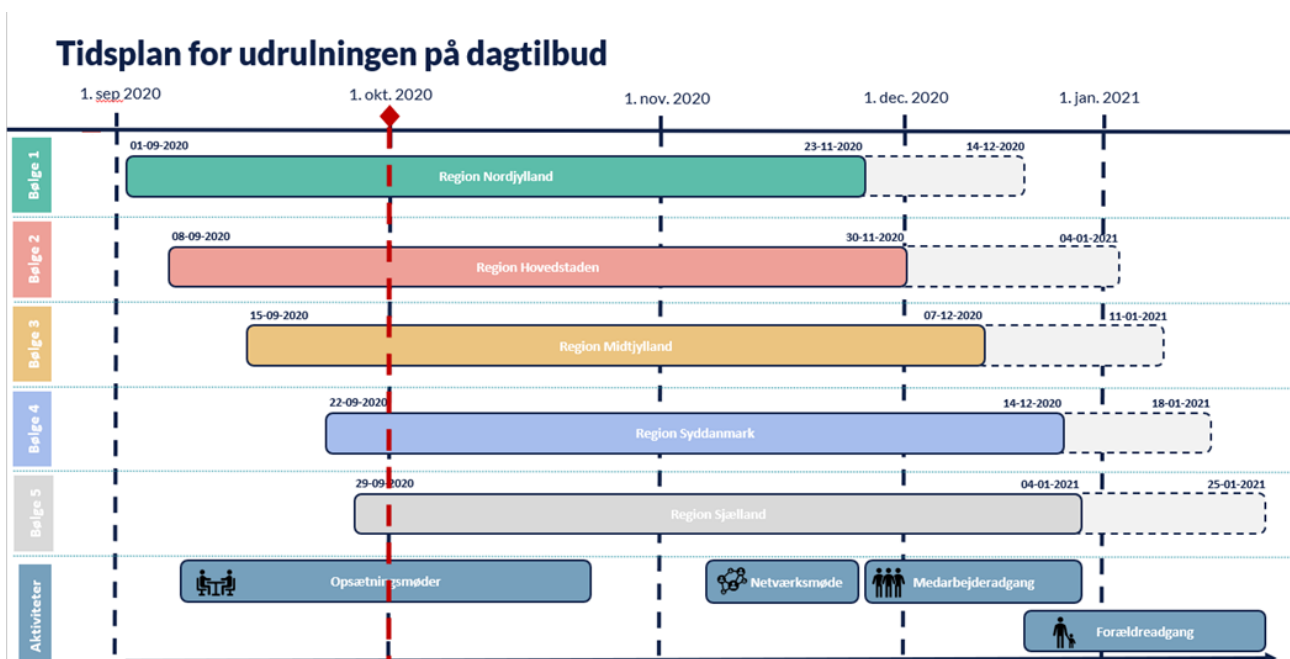 Tidsplan for udrulningen på dagtilbud
1. sep 2020
1. okt. 2020
1. nov. 2020
1. dec. 2020
1. jan. 2021
Bølge 1
01-09-2020
23-11-2020
14-12-2020
Region Nordjylland
Bølge 2
08-09-2020
30-11-2020
04-01-2021
Region Hovedstaden
Bølge 3
15-09-2020
07-12-2020
11-01-2021
Region Midtjylland
Bølge 4
22-09-2020
14-12-2020
18-01-2021
Region Syddanmark
Bølge 5
29-09-2020
04-01-2021
25-01-2021
Region Sjælland
Aktiviteter
Opsætningsmøder
Netværksmøde
Medarbejderadgang
Forældreadgang